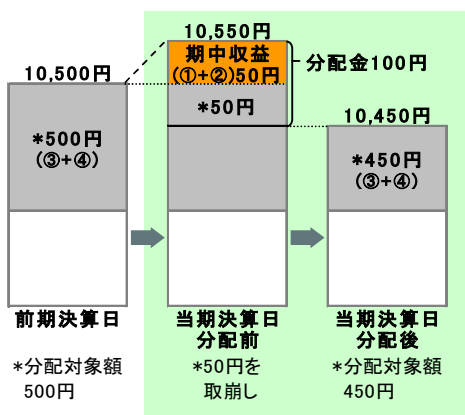 10,550円
期中収益
(①+②)50円
分配金100円
10,500円
*50円
10,450円
*500円
(③+④)
*450円
(③+④)
前期決算日
当期決算日
分配前
当期決算日
分配後
*分配対象額
500円
*50円を
取崩し
*分配対象額
450円